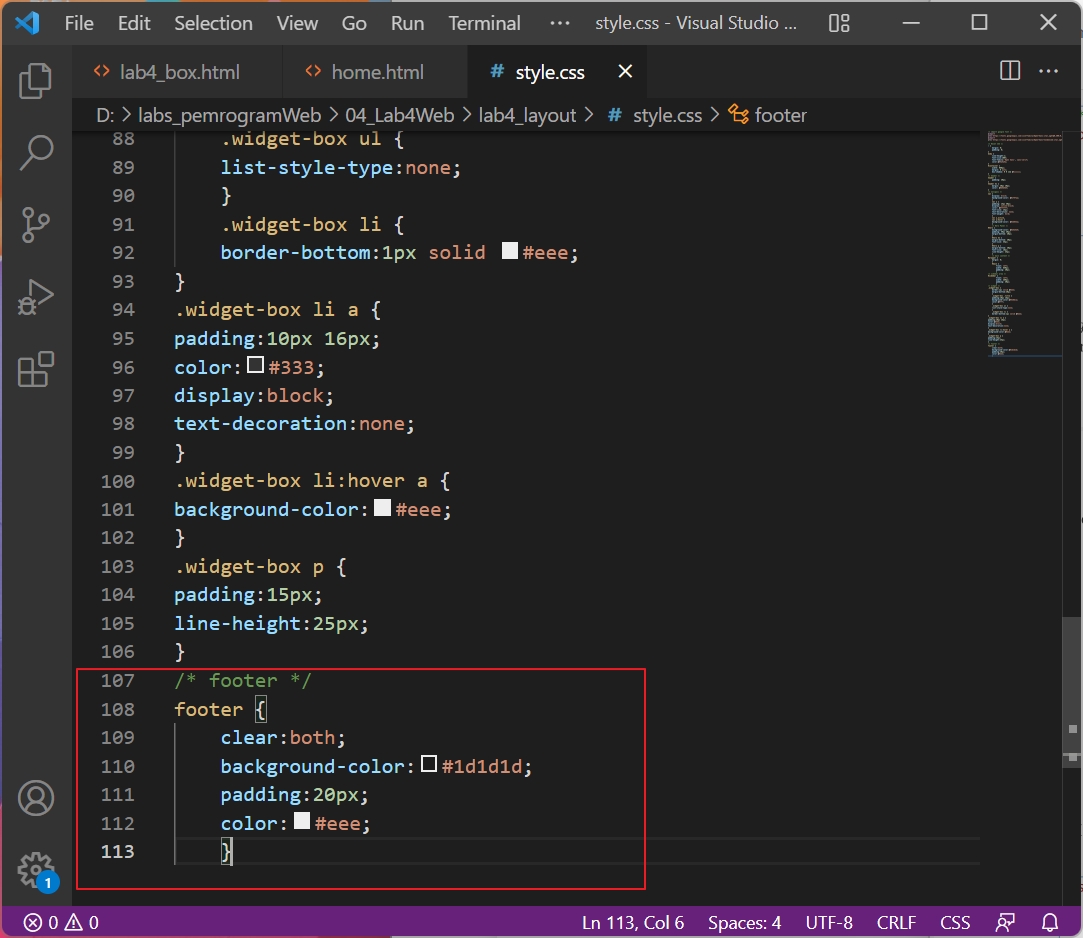 File Edit Selection View Go Run Terminal ··· style.css - Visual Studio ...
lab4_box.html home.html # style.css
D: > labs_pemrogramWeb > 04_Lab4Web > lab4_layout > # style.css > footer
88 .widget-box ul {
89 list-style-type:none;
90 }
91 .widget-box li {
92 border-bottom:1px solid #eee;
93 }
94 .widget-box li a {
95 padding:10px 16px;
96 color:#333;
97 display:block;
98 text-decoration:none;
99 }
100 .widget-box li:hover a {
101 background-color:#eee;
102 }
103 .widget-box p {
104 padding:15px;
105 line-height:25px;
106 }
107 /* footer */
108 footer {
109 clear:both;
110 background-color:#1d1d1d;
111 padding:20px;
112 color:#eee;
113 }
1
0 0 Ln 113, Col 6 Spaces: 4 UTF-8 CRLF CSS